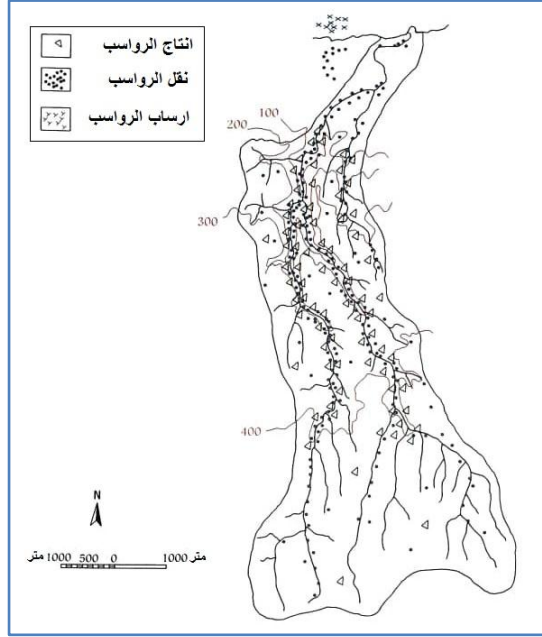 انتاج الرواسب
نقل الرواسب
ارساب الرواسب
100
200
300
400
N
متر 1000 500 0 1000 متر